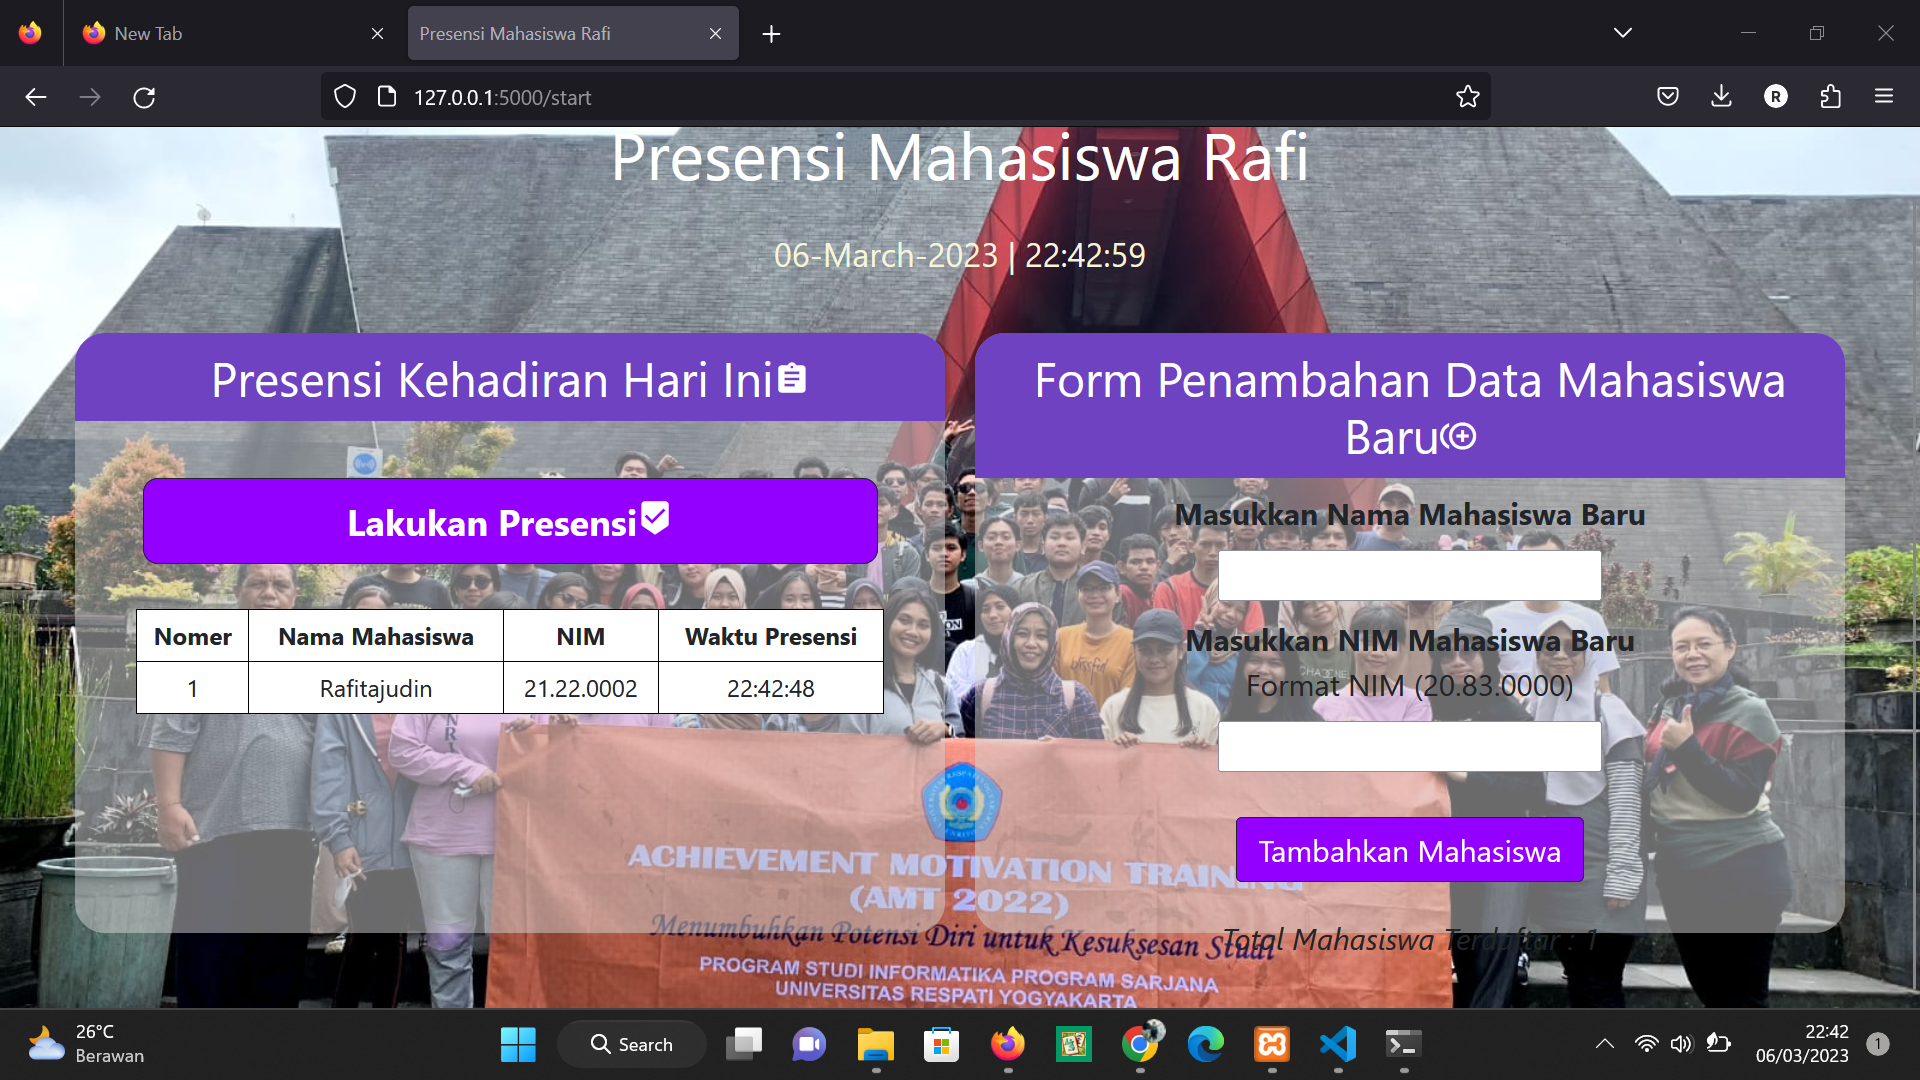 New Tab
Presensi Mahasiswa Rafi
127.0.0.1:5000/start
R
Presensi Mahasiswa Rafi
06-March-2023 | 22:42:59
Presensi Kehadiran Hari Ini
Lakukan Presensi
Nomer Nama Mahasiswa NIM Waktu Presensi
1 Rafitajudin 21.22.0002 22:42:48
Form Penambahan Data Mahasiswa
Baru
Masukkan Nama Mahasiswa Baru
Masukkan NIM Mahasiswa Baru
Format NIM (20.83.0000)
Tambahkan Mahasiswa
Total Mahasiswa Terdaftar : 1
ACHIEVEMENT MOTIVATION TRAINING
(AMT 2022)
Menumbuhkan Potensi Diri untuk Kesuksesan Studi
PROGRAM STUDI INFORMATIKA PROGRAM SARJANA
UNIVERSITAS RESPATI YOGYAKARTA
26°C
Berawan
Search
22:42
06/03/2023
1